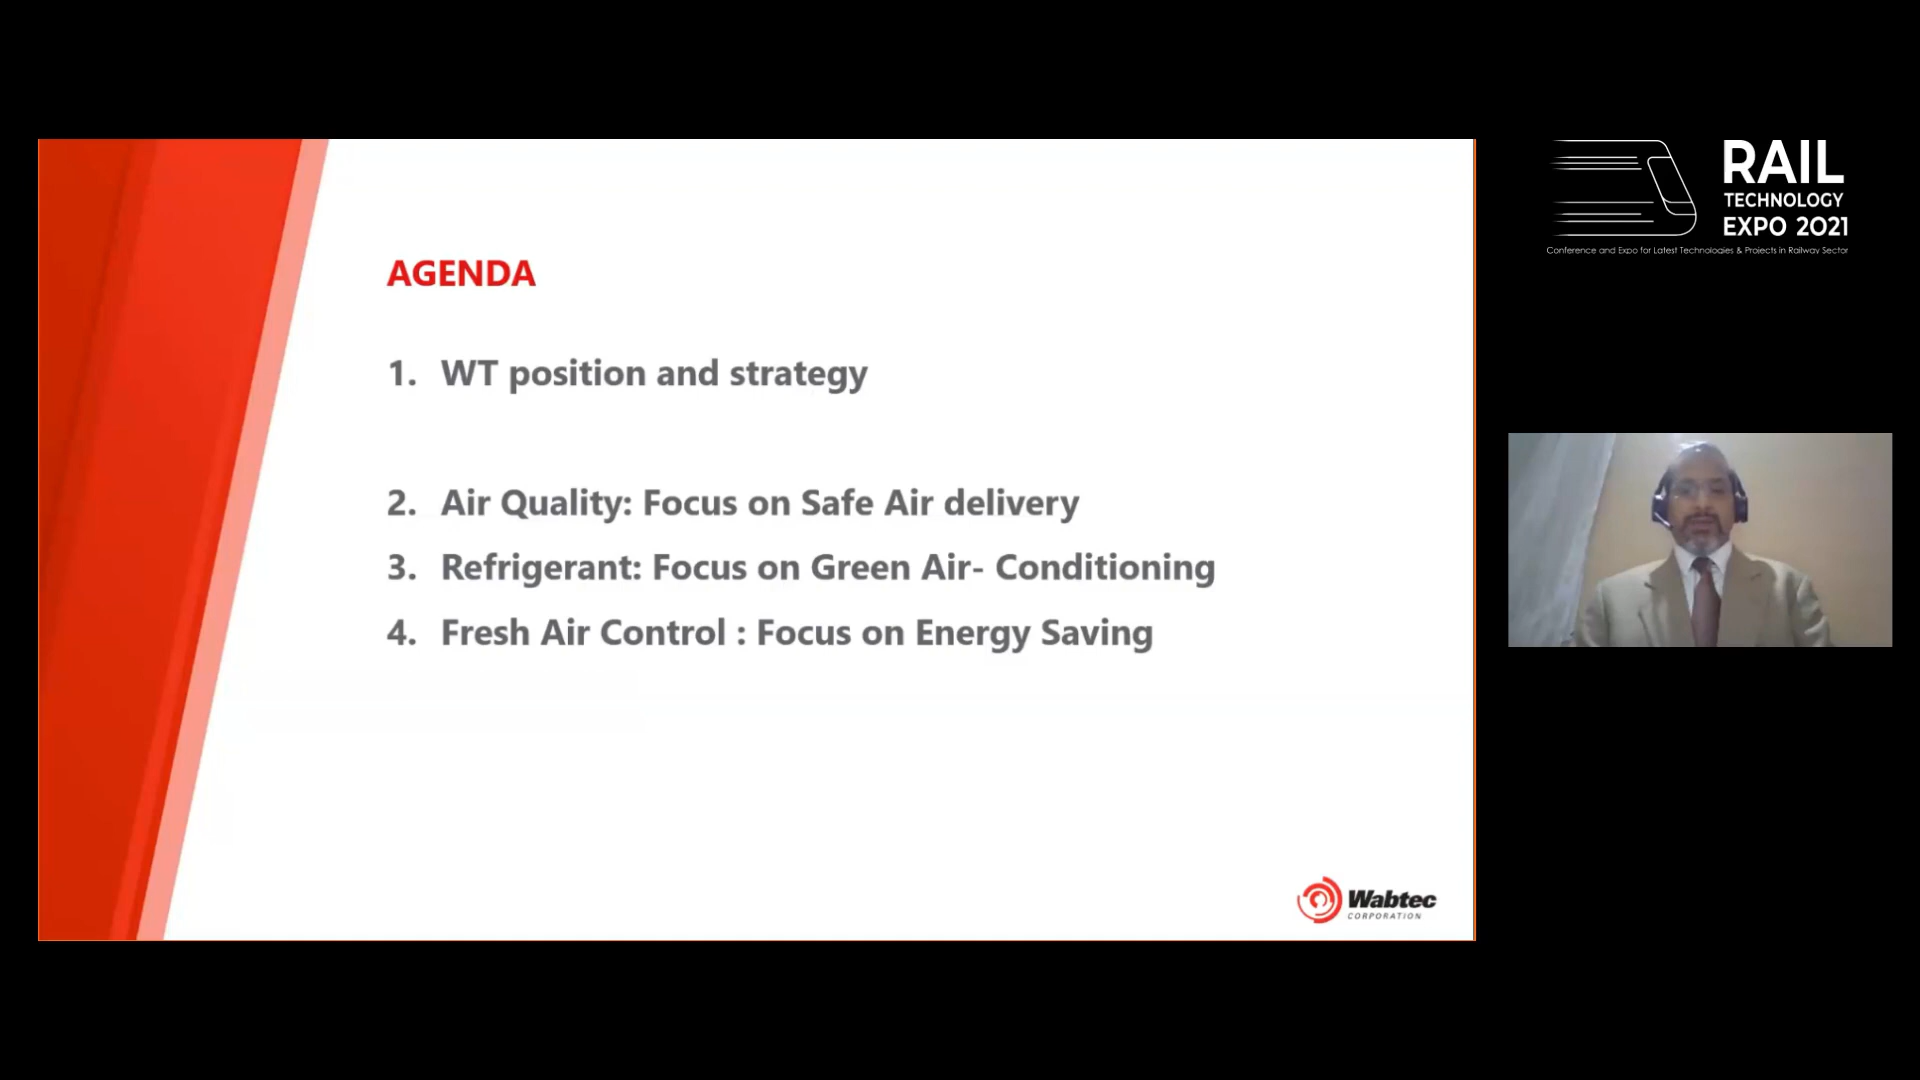 AGENDA
1. WT position and strategy
2. Air Quality: Focus on Safe Air delivery
3. Refrigerant: Focus on Green Air- Conditioning
4. Fresh Air Control : Focus on Energy Saving
Wabtec
CORPORATION
RAIL
TECHNOLOGY
EXPO 2021
Conference and Expo for Latest Technologies & Projects in Railway Sector